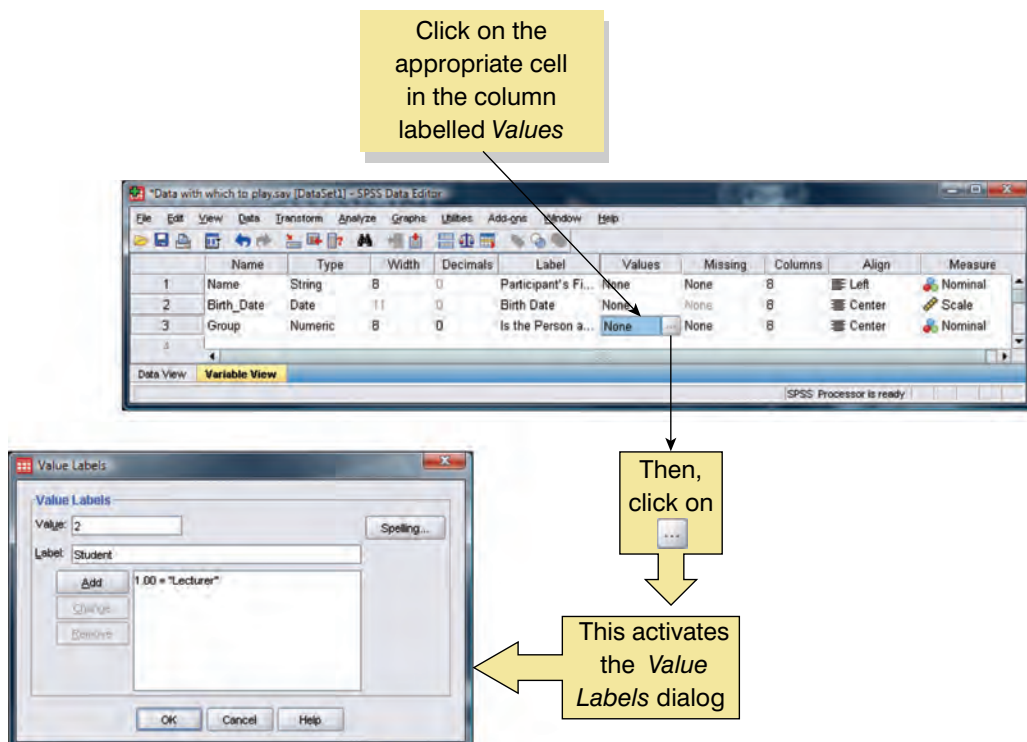 Click on the
appropriate cell
in the column
labelled Values
*Data with which to play.sav [DataSet1] - SPSS Data Editor
File Edit View Data Transform Analyze Graphs Utilities Add-ons Window Help
Name Type Width Decimals Label Values Missing Columns Align Measure
1 Name String 8 0 Participant's Fi... None None 8 Left Nominal
2 Birth_Date Date 11 0 Birth Date None None 8 Center Scale
3 Group Numeric 8 0 Is the Person a... None ... None 8 Center Nominal
4
Data View Variable View
SPSS Processor is ready
Then,
click on
...
This activates
the Value
Labels dialog
Value Labels
Value Labels
Value: 2
Spelling...
Label: Student
Add
1.00 = "Lecturer"
Change
Remove
OK Cancel Help